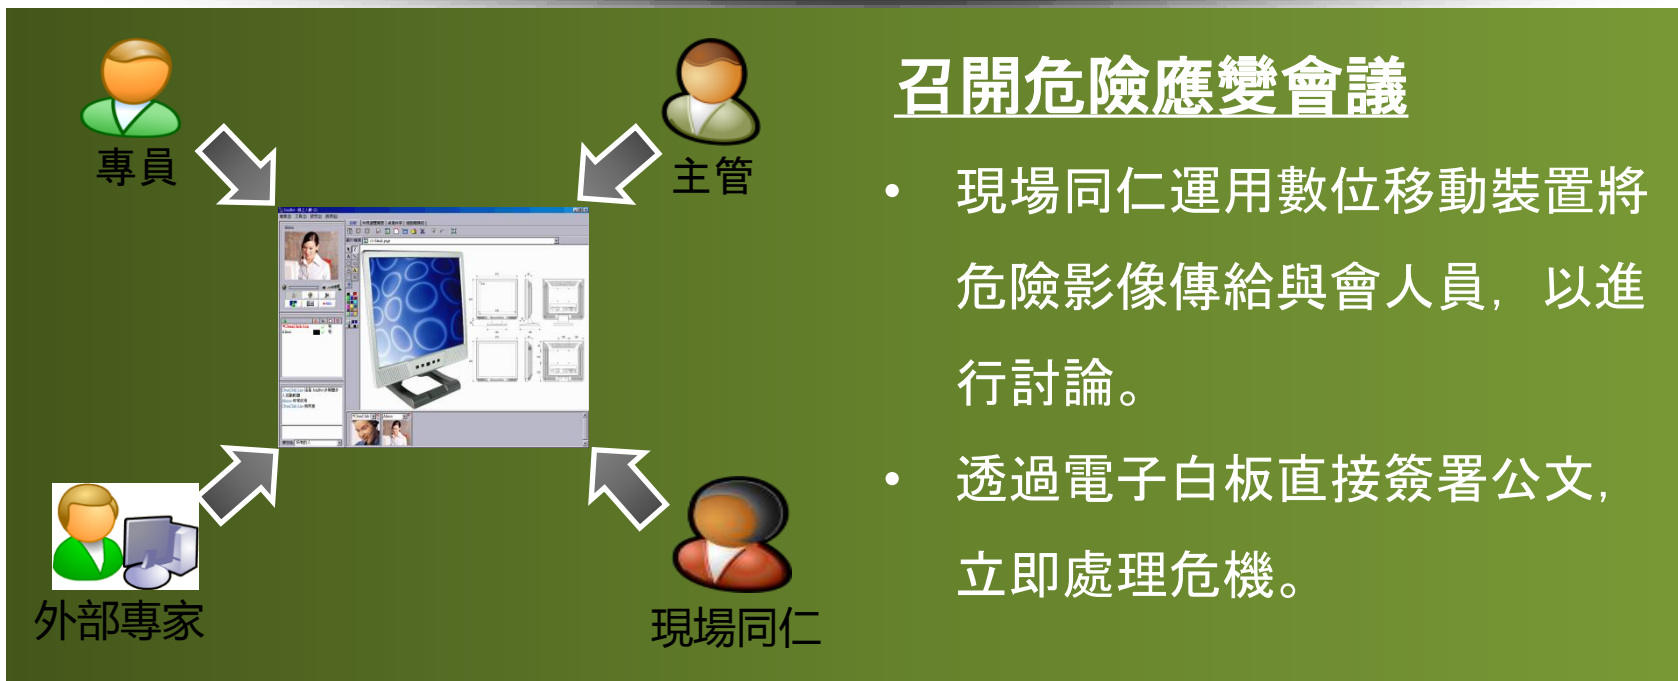 專員
主管
外部專家
現場同仁
召開危險應變會議
• 現場同仁運用數位移動裝置將
危險影像傳給與會人員，以進
行討論。
• 透過電子白板直接簽署公文，
立即處理危機。